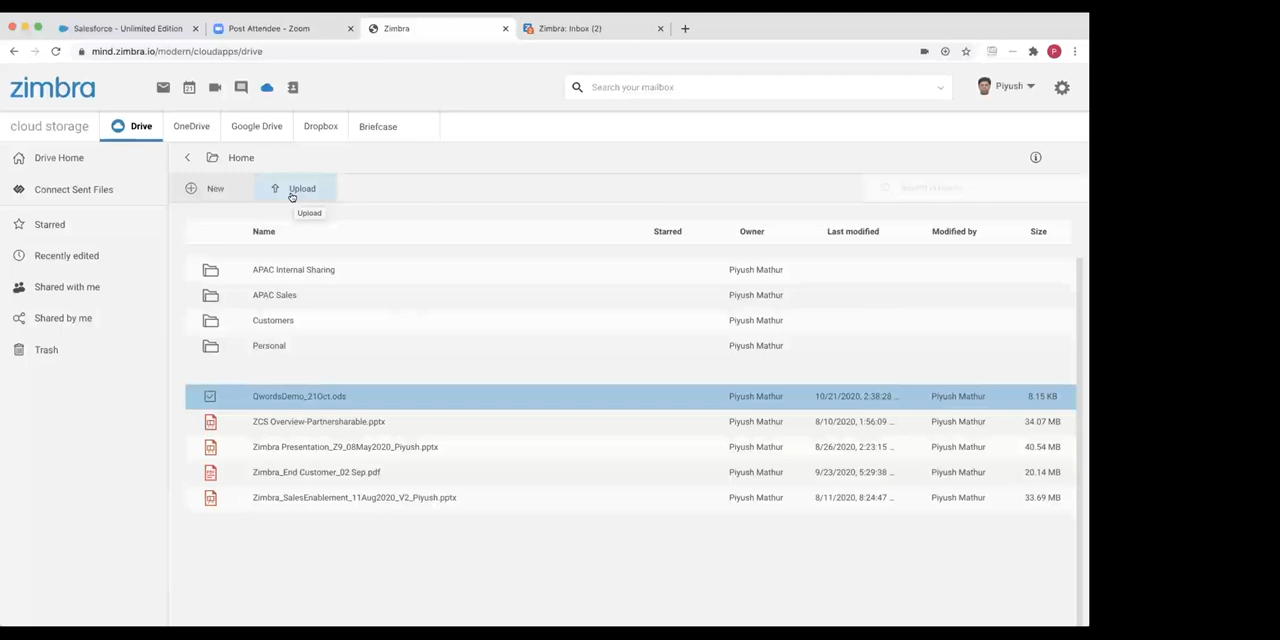 Salesforce - Unlimited Edition
Post Attendee - Zoom
Zimbra
Zimbra: Inbox (2)
mind.zimbra.io/modern/cloudapps/drive
P
zimbra
21
Search your mailbox
Piyush
cloud storage
Drive
OneDrive
Google Drive
Dropbox
Briefcase
Drive Home
Home
Connect Sent Files
New
Upload
Upload
Starred
Recently edited
Shared with me
Shared by me
Trash
Name Starred Owner Last modified Modified by Size
APAC Internal Sharing Piyush Mathur
APAC Sales Piyush Mathur
Customers Piyush Mathur
Personal Piyush Mathur
QwordsDemo_21Oct.ods Piyush Mathur 10/21/2020, 2:38:28 ... Piyush Mathur 8.15 KB
ZCS Overview-Partnersharable.pptx Piyush Mathur 8/10/2020, 1:56:09 ... Piyush Mathur 34.07 MB
Zimbra Presentation_Z9_08May2020_Piyush.pptx Piyush Mathur 8/26/2020, 2:23:15 ... Piyush Mathur 40.54 MB
Zimbra_End Customer_02 Sep.pdf Piyush Mathur 9/23/2020, 5:29:38 ... Piyush Mathur 20.14 MB
Zimbra_SalesEnablement_11Aug2020_V2_Piyush.pptx Piyush Mathur 8/11/2020, 8:24:47 ... Piyush Mathur 33.69 MB